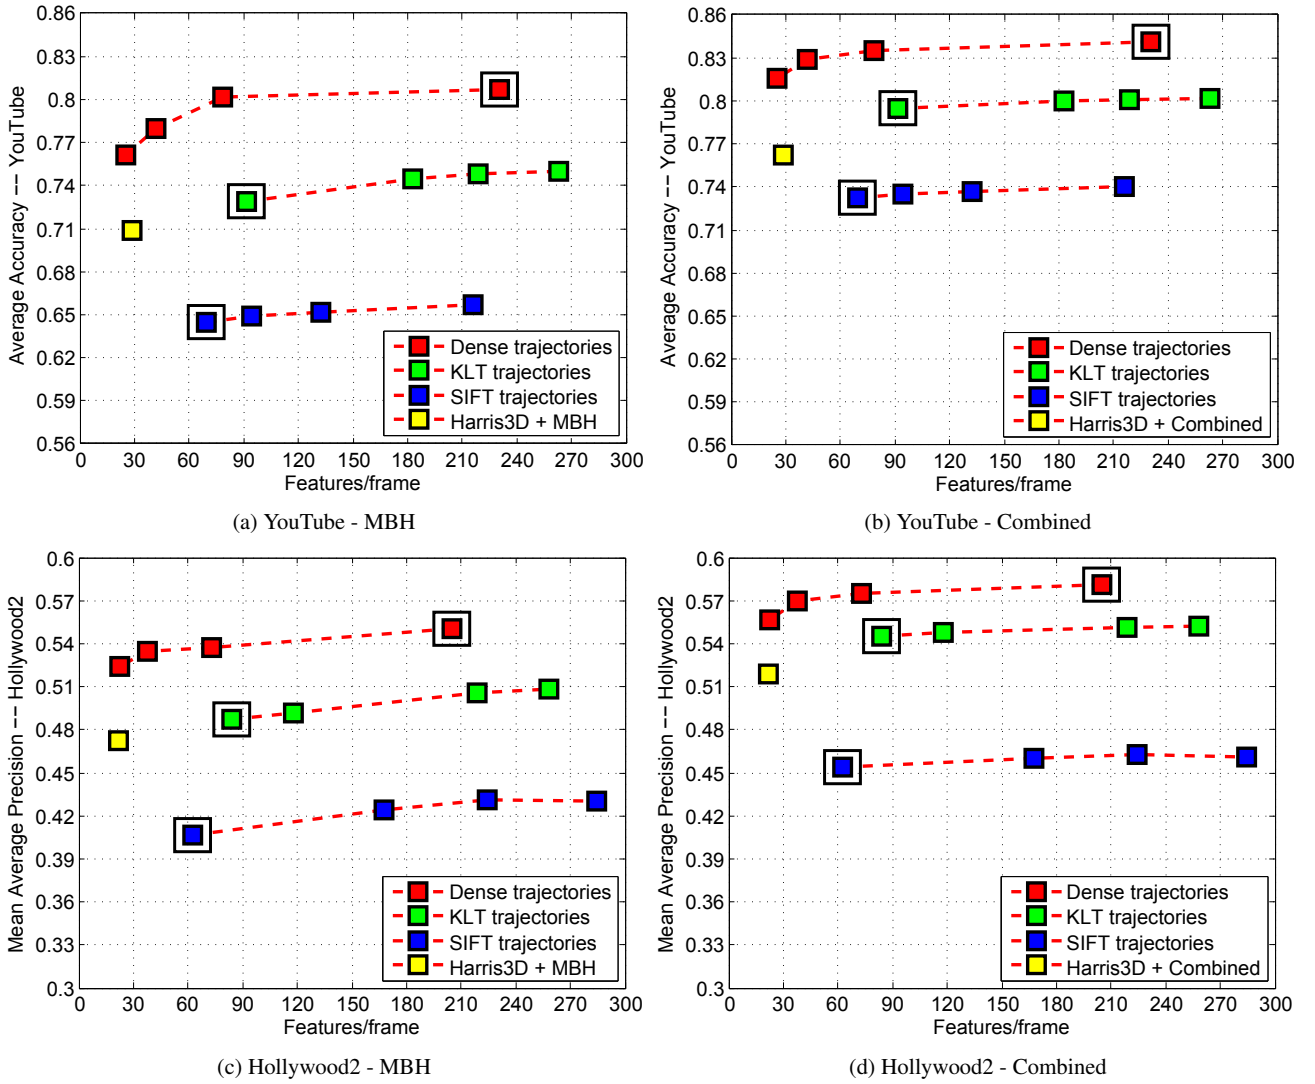 0.86
0.83
0.8
0.77
0.74
0.71
0.68
0.65
0.62
0.59
0.56
Average Accuracy -- YouTube
Dense trajectories
KLT trajectories
SIFT trajectories
Harris3D + MBH
0 30 60 90 120 150 180 210 240 270 300
Features/frame
(a) YouTube - MBH
0.86
0.83
0.8
0.77
0.74
0.71
0.68
0.65
0.62
0.59
0.56
Average Accuracy -- YouTube
Dense trajectories
KLT trajectories
SIFT trajectories
Harris3D + Combined
0 30 60 90 120 150 180 210 240 270 300
Features/frame
(b) YouTube - Combined
0.6
0.57
0.54
0.51
0.48
0.45
0.42
0.39
0.36
0.33
0.3
Mean Average Precision -- Hollywood2
Dense trajectories
KLT trajectories
SIFT trajectories
Harris3D + MBH
0 30 60 90 120 150 180 210 240 270 300
Features/frame
(c) Hollywood2 - MBH
0.6
0.57
0.54
0.51
0.48
0.45
0.42
0.39
0.36
0.33
0.3
Mean Average Precision -- Hollywood2
Dense trajectories
KLT trajectories
SIFT trajectories
Harris3D + Combined
0 30 60 90 120 150 180 210 240 270 300
Features/frame
(d) Hollywood2 - Combined